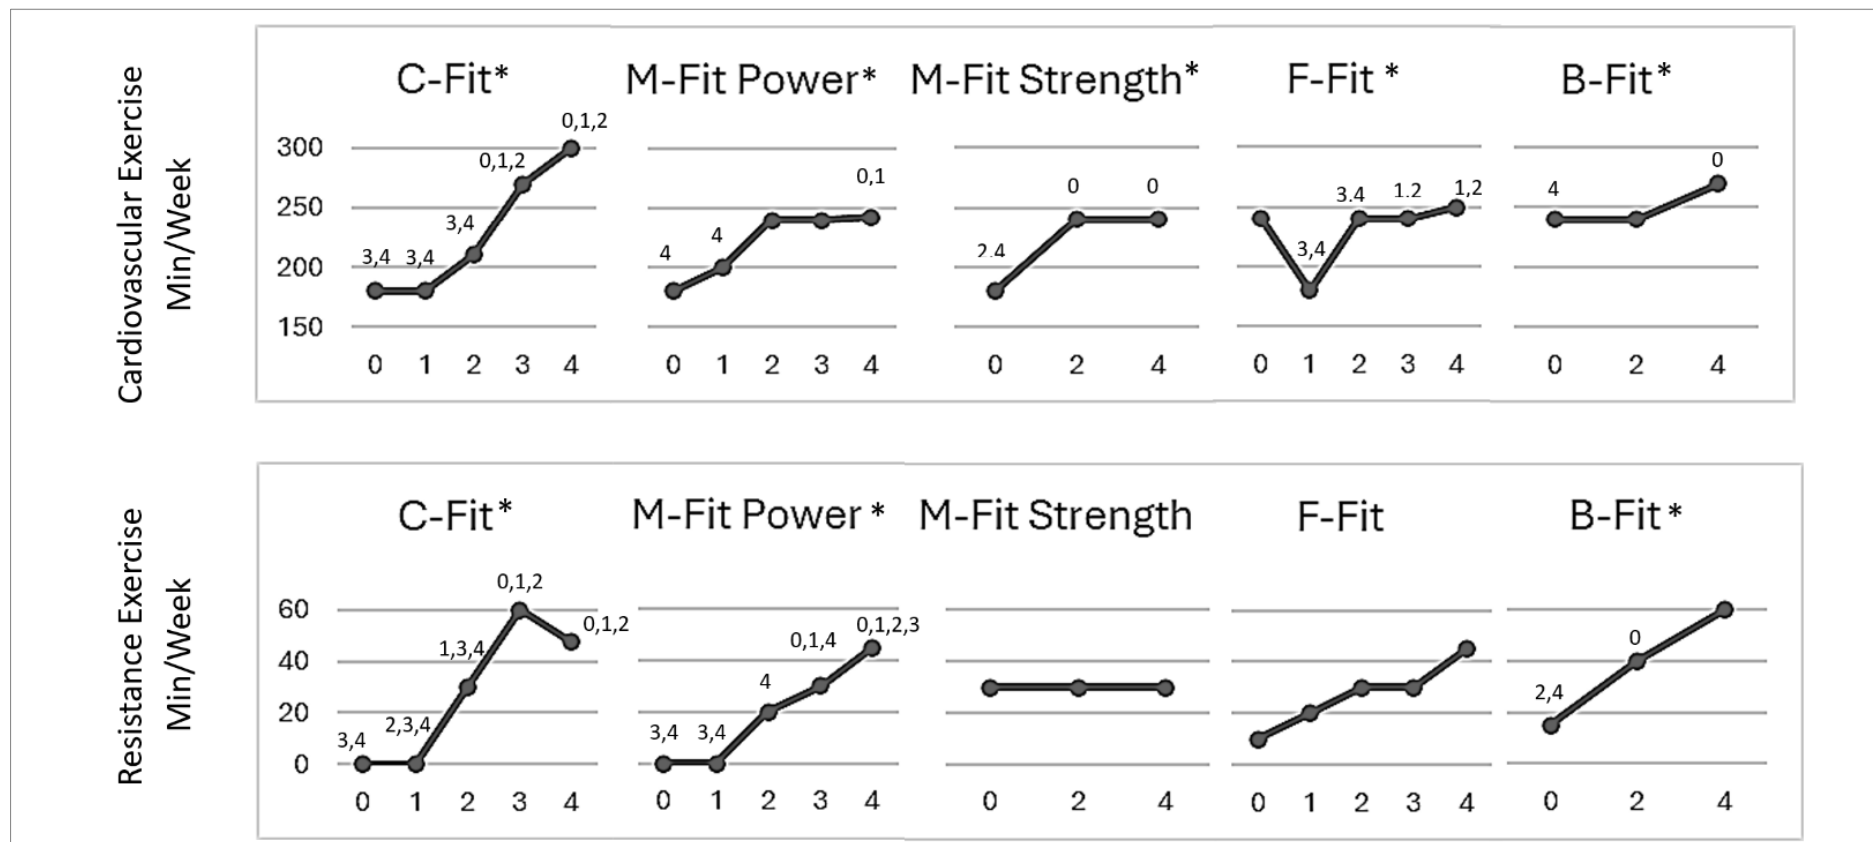 Cardiovascular Exercise
Min/Week
C-Fit*
M-Fit Power*
M-Fit Strength*
F-Fit *
B-Fit*
300
250
200
150
3,4
3,4
3,4
0,1,2
0,1,2
0 1 2 3 4
4
4
0,1
0 1 2 3 4
2.4
0
0
0 2 4
3,4
3.4
1.2
1,2
0 1 2 3 4
4
0
0 2 4
Resistance Exercise
Min/Week
C-Fit*
M-Fit Power *
M-Fit Strength
F-Fit
B-Fit*
60
40
20
0
3,4
2,3,4
1,3,4
0,1,2
0,1,2
0 1 2 3 4
3,4
3,4
4
0,1,4
0,1,2,3
0 1 2 3 4
0 2 4
0 1 2 3 4
2,4
0
0 2 4